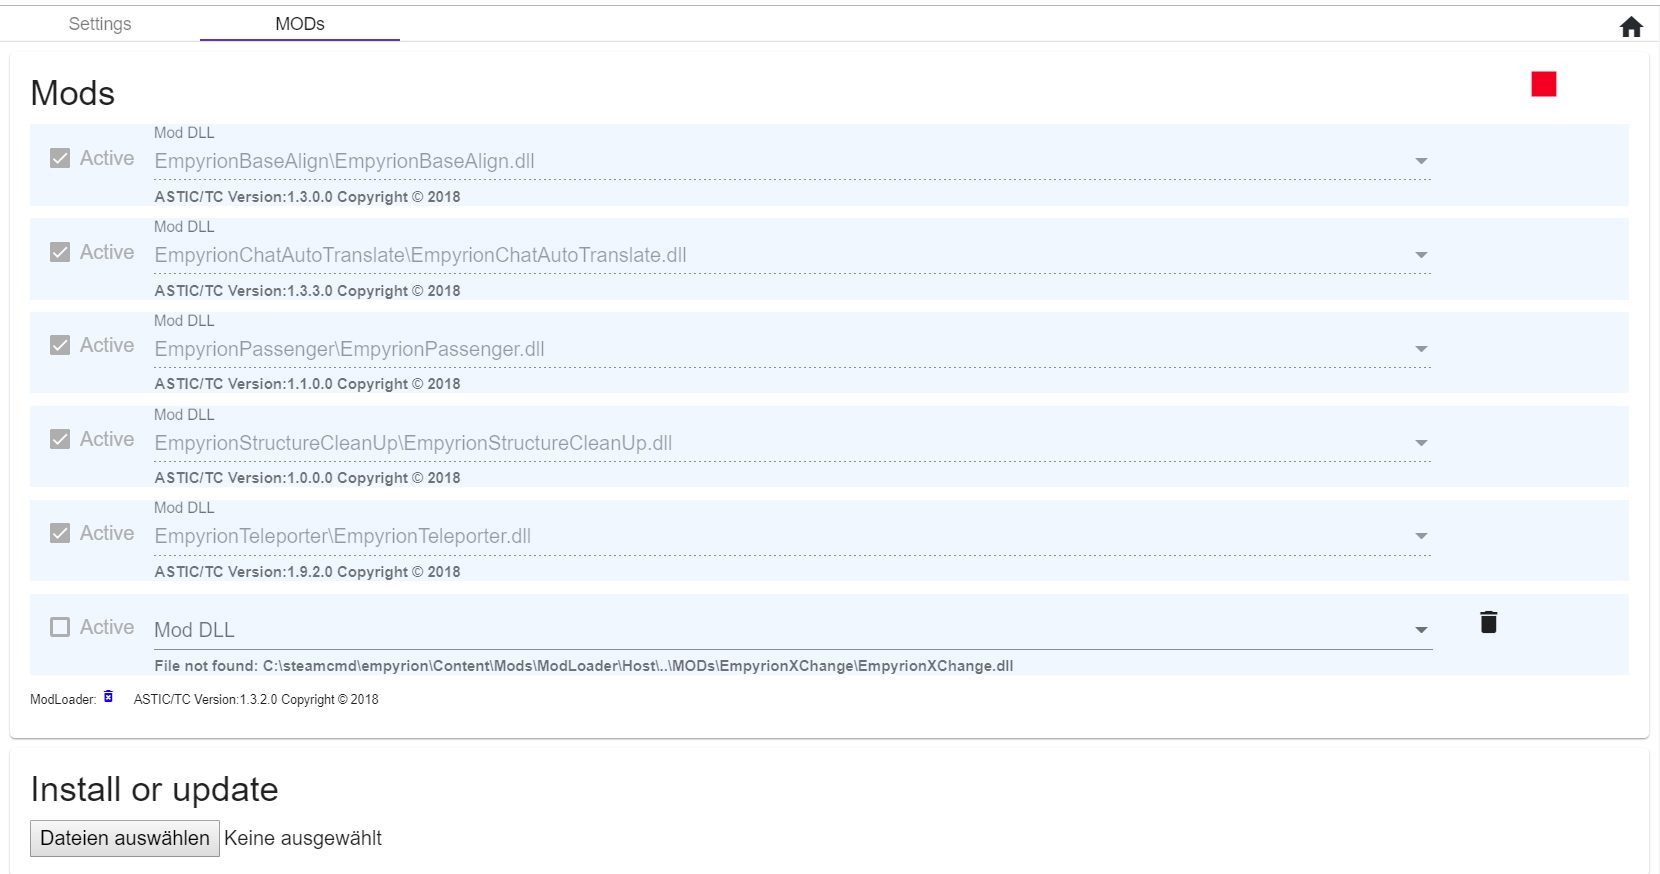 Settings MODs
Mods
Mod DLL
Active EmpyrionBaseAlign\EmpyrionBaseAlign.dll
ASTIC/TC Version:1.3.0.0 Copyright © 2018
Mod DLL
Active EmpyrionChatAutoTranslate\EmpyrionChatAutoTranslate.dll
ASTIC/TC Version:1.3.3.0 Copyright © 2018
Mod DLL
Active EmpyrionPassenger\EmpyrionPassenger.dll
ASTIC/TC Version:1.1.0.0 Copyright © 2018
Mod DLL
Active EmpyrionStructureCleanUp\EmpyrionStructureCleanUp.dll
ASTIC/TC Version:1.0.0.0 Copyright © 2018
Mod DLL
Active EmpyrionTeleporter\EmpyrionTeleporter.dll
ASTIC/TC Version:1.9.2.0 Copyright © 2018
Active Mod DLL
File not found: C:\steamcmd\empyrion\Content\Mods\ModLoader\Host\..\MODs\EmpyrionXChange\EmpyrionXChange.dll
ModLoader: ASTIC/TC Version:1.3.2.0 Copyright © 2018
Install or update
Dateien auswählen Keine ausgewählt